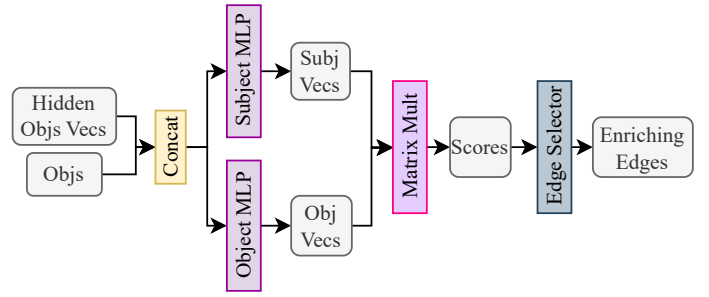 Hidden
Objs Vecs
Objs
Concat
Subject MLP
Object MLP
Subj
Vecs
Obj
Vecs
Matrix Mult
Scores
Edge Selector
Enriching
Edges